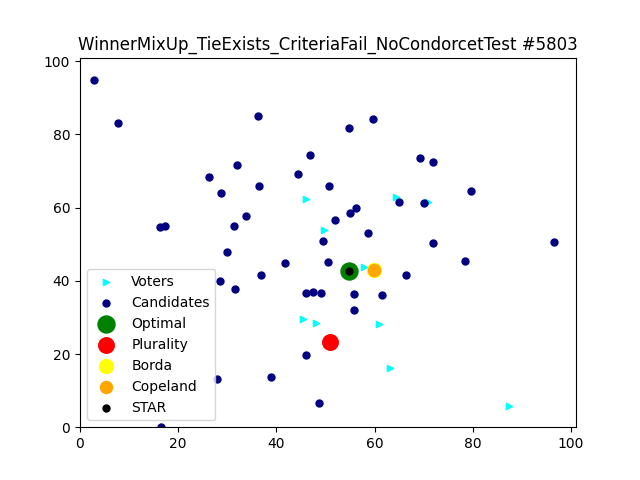 WinnerMixUp_TieExists_CriteriaFail_NoCondorcetTest #5803
100
80
60
40
20
0
Voters
Candidates
Optimal
Plurality
Borda
Copeland
STAR
0 20 40 60 80 100